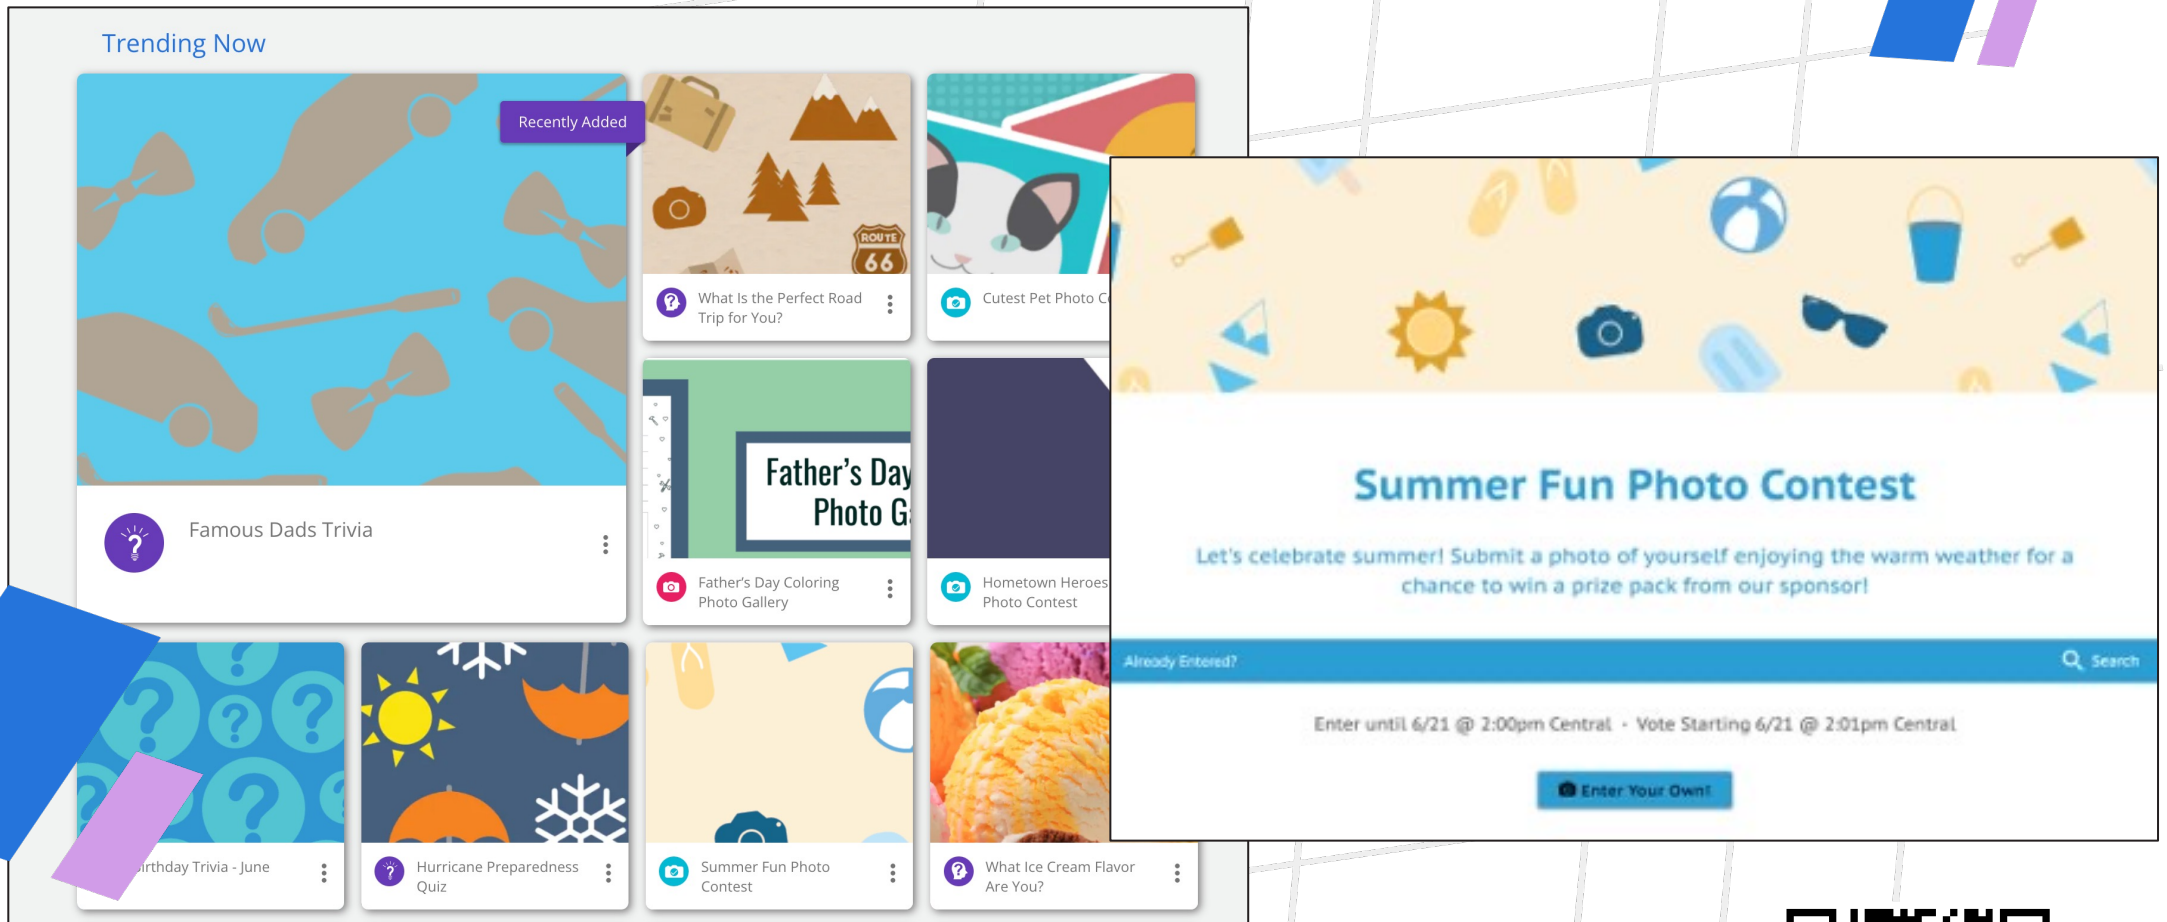 Trending Now
Recently Added
ROUTE
66
What Is the Perfect Road
Trip for You?
Cutest Pet Photo
Famous Dads Trivia
Father's Day
Photo
Father's Day Coloring
Photo Gallery
Hometown Heroes
Photo Contest
Trivia - June
Hurricane Preparedness
Quiz
Summer Fun Photo
Contest
What Ice Cream Flavor
Are You?
Summer Fun Photo Contest
Let's celebrate summer! Submit a photo of yourself enjoying the warm weather for a
chance to win a prize pack from our sponsor!
Already Entered?
Search
Enter until 6/21 @ 2:00pm Central - Vote Starting 6/21 @ 2:01pm Central
Enter Your Own!